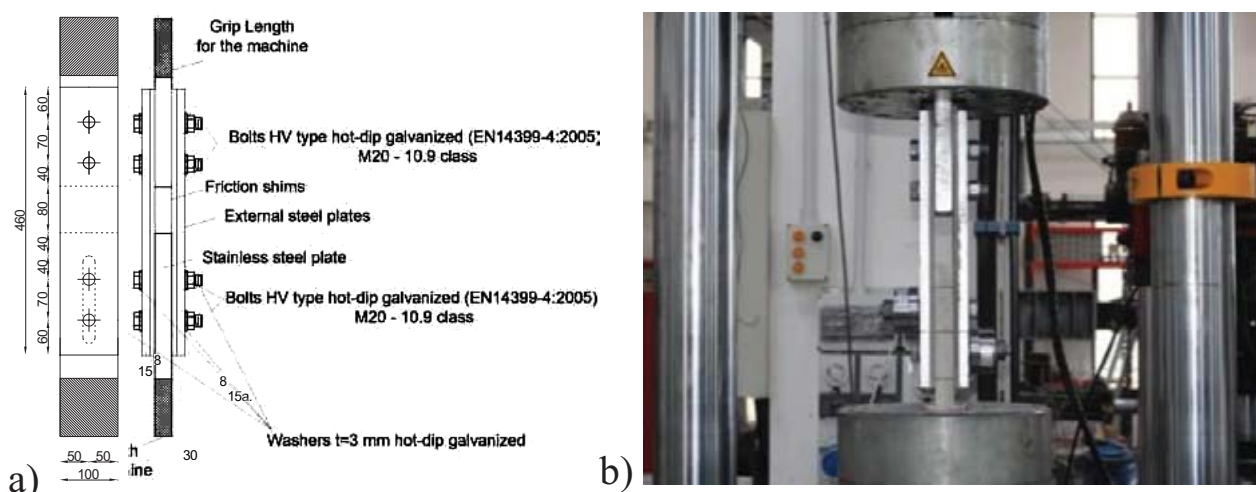 Grip Length
for the machine
Bolts HV type hot-dip galvanized (EN14399-4:2005)
M20 - 10.9 class
Friction shims
External steel plates
Stainless steel plate
Bolts HV type hot-dip galvanized (EN14399-4:2005)
M20 - 10.9 class
60
70
40
80
40
40
70
60
460
8
15
8
15a.
Washers t=3 mm hot-dip galvanized
30
50 50
100
a)
b)